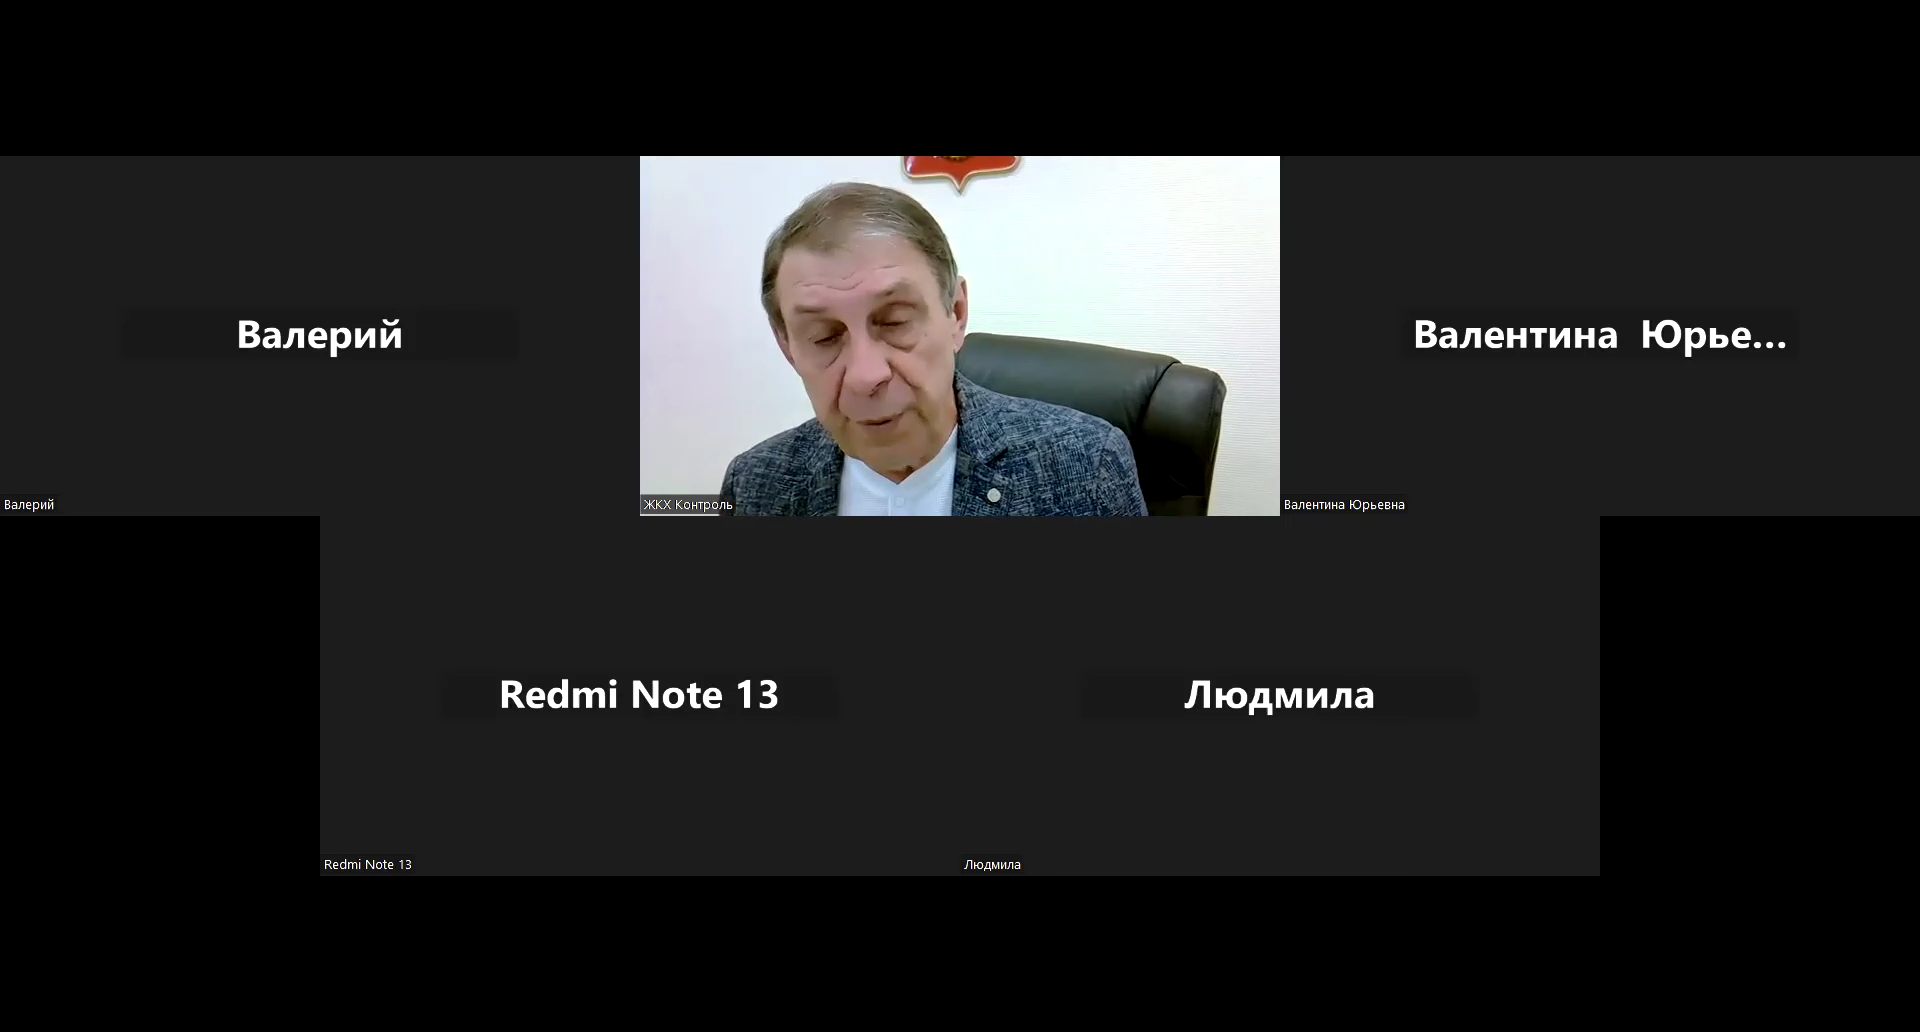 Валерий
Валентина Юрье...
Валерий
ЖКХ Контроль
Валентина Юрьевна
Redmi Note 13
Людмила
Redmi Note 13
Людмила